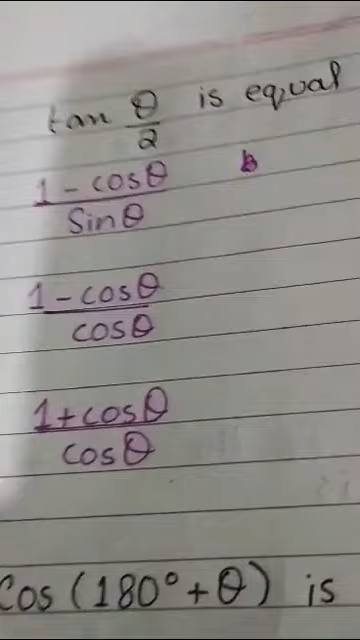 tan θ/2 is equal
1 - cosθ / Sinθ b
1 - cosθ / cosθ
1 + cosθ / cosθ
Cos (180° + θ) is